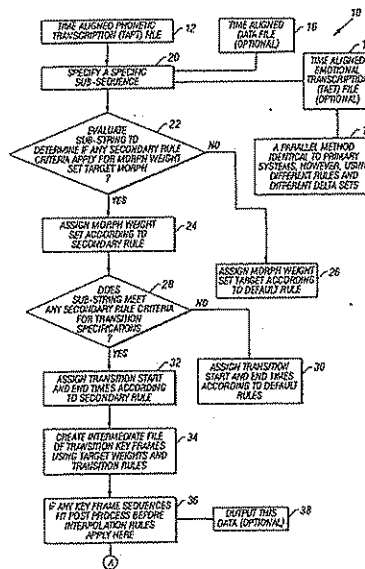 10
TIME ALIGNED PHONETIC
TRANSCRIPTION (TAPT) FILE
12
TIME ALIGNED
DATA FILE
(OPTIONAL)
16
20
SPECIFY A SPECIFIC
SUB-SEQUENCE
TIME ALIGNED
EMOTIONAL
TRANSCRIPTION
(TAET) FILE
(OPTIONAL)
22
EVALUATE
SUB-STRING TO
DETERMINE IF ANY SECONDARY RULE
CRITERIA APPLY FOR MORPH WEIGHT
SET TARGET MORPH
?
NO
YES
A PARALLEL METHOD
IDENTICAL TO PRIMARY
SYSTEMS, HOWEVER, USING
DIFFERENT RULES AND
DIFFERENT DELTA SETS
24
ASSIGN MORPH WEIGHT
SET ACCORDING TO
SECONDARY RULE
26
ASSIGN MORPH WEIGHT
SET TARGET ACCORDING
TO DEFAULT RULE
28
DOES
SUB-STRING MEET
ANY SECONDARY RULE CRITERIA
FOR TRANSITION
SPECIFICATIONS
?
NO
YES
32
ASSIGN TRANSITION START
AND END TIMES ACCORDING
TO SECONDARY RULE
30
ASSIGN TRANSITION
START AND END TIMES
ACCORDING TO DEFAULT
RULES
34
CREATE INTERMEDIATE FILE
OF TRANSITION KEY FRAMES
USING TARGET WEIGHTS AND
TRANSITION RULES
36
IF ANY KEY FRAME SEQUENCES
FIT POST PROCESS BEFORE
INTERPOLATION RULES
APPLY HERE
38
OUTPUT THIS
DATA (OPTIONAL)
A